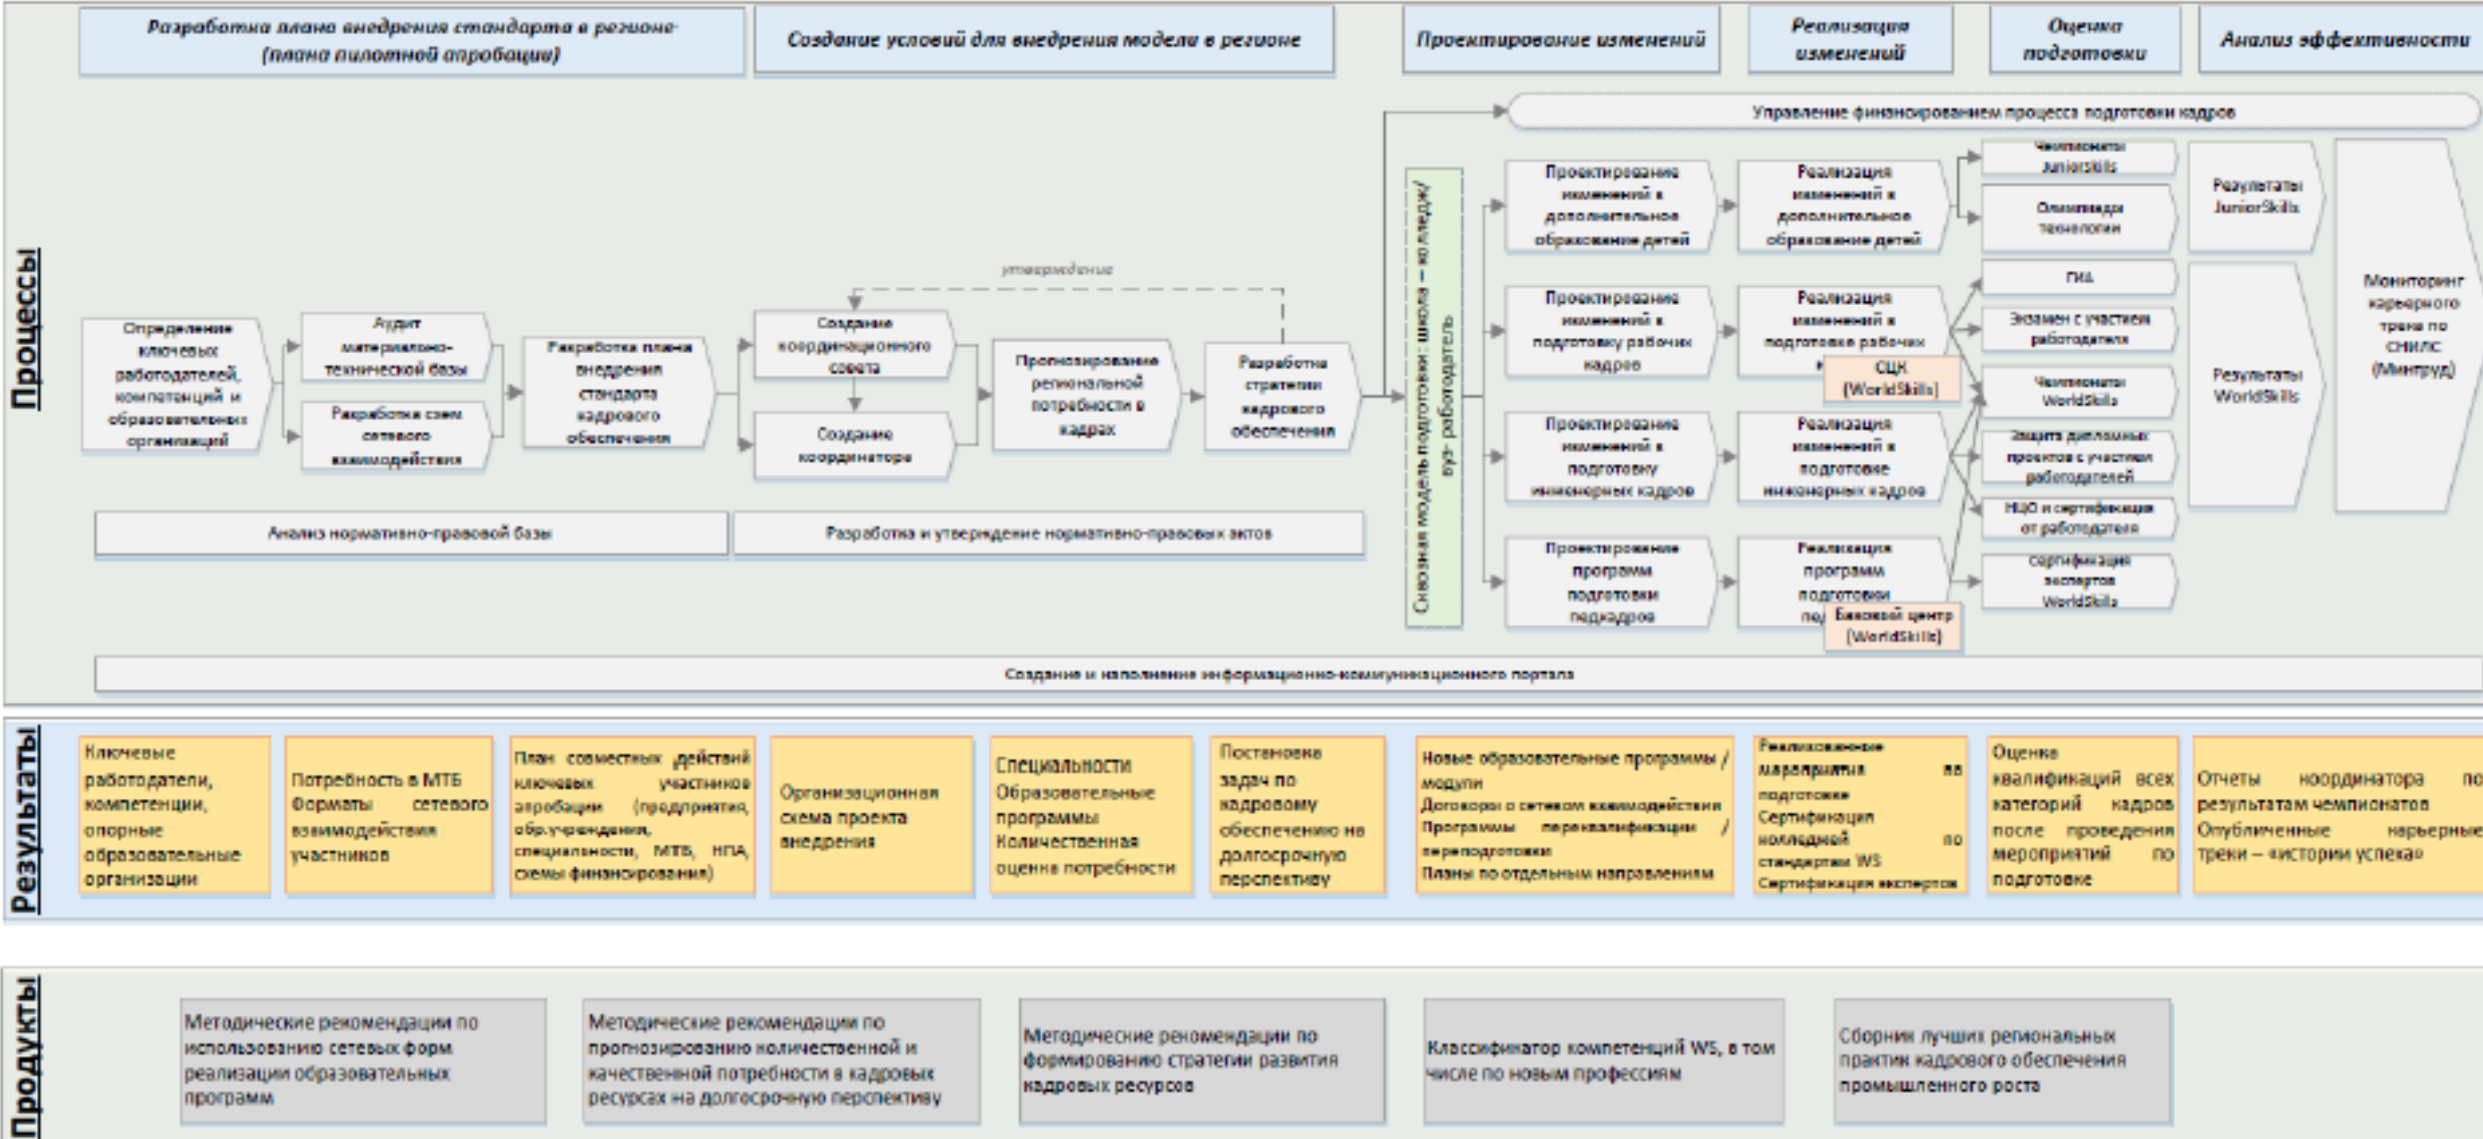 Разработка плана внедрения стандарта в регионе
(плана пилотной апробации)
Создание условий для внедрения модели в регионе
Проектирование изменений
Реализация
изменений
Оценка
подготовки
Анализ эффективности
Процессы
Управление финансированием процесса подготовки кадров
Определение
ключевых
работодателей,
компетенций и
образовательных
организаций
Аудит
материально-
технической базы
Разработка схем
сетевого
взаимодействия
Разработка плана
внедрения
стандарта
кадрового
обеспечения
утверждение
Создание
координационного
совета
Создание
координатора
Прогнозирование
региональной
потребности в
кадрах
Разработка
стратегии
кадрового
обеспечения
Сквозная модель подготовки: школа – колледж/
вуз- работодатель
Проектирование
изменений в
дополнительное
образование детей
Реализация
изменений в
дополнительное
образование детей
Чемпионаты
JuniorSkills
Олимпиада
технологии
Результаты
JuniorSkills
Проектирование
изменений в
подготовку рабочих
кадров
Реализация
изменений в
подготовке рабочих
СЦК
(WorldSkills)
ГИА
Экзамен с участием
работодателя
Чемпионаты
WorldSkills
Результаты
WorldSkills
Мониторинг
карьерного
трека по
СНИЛС
(Минтруд)
Проектирование
изменений в
подготовку
инженерных кадров
Реализация
изменений в
подготовке
инженерных кадров
Защита дипломных
проектов с участием
работодателей
НЦО и сертификация
от работодателя
Проектирование
программ
подготовки
педкадров
Реализация
программ
подготовки
пед
Базовый центр
(WorldSkills)
Сертификация
экспертов
WorldSkills
Анализ нормативно-правовой базы
Разработка и утверждение нормативно-правовых актов
Создание и наполнение информационно-коммуникационного портала
Результаты
Ключевые
работодатели,
компетенции,
опорные
образовательные
организации
Потребность в МТБ
Форматы сетевого
взаимодействия
участников
План совместных действий
ключевых участников
апробации (предприятия,
обр.учреждения,
специальности, МТБ, НПА,
схемы финансирования)
Организационная
схема проекта
внедрения
Специальности
Образовательные
программы
Количественная
оценка потребности
Постановка
задач по
кадровому
обеспечению на
долгосрочную
перспективу
Новые образовательные программы /
модули
Договоры о сетевом взаимодействии
Программы переквалификации /
переподготовки
Планы по отдельным направлениям
Реализованные
мероприятия по
подготовке
Сертификация
колледжей по
стандартам WS
Сертификация экспертов
Оценка
квалификаций всех
категорий кадров
после проведения
мероприятий по
подготовке
Отчеты координатора по
результатам чемпионатов
Опубличенные карьерные
треки – «истории успеха»
Продукты
Методические рекомендации по
использованию сетевых форм
реализации образовательных
программ
Методические рекомендации по
прогнозированию количественной и
качественной потребности в кадровых
ресурсах на долгосрочную перспективу
Методические рекомендации по
формированию стратегии развития
кадровых ресурсов
Классификатор компетенций WS, в том
числе по новым профессиям
Сборник лучших региональных
практик кадрового обеспечения
промышленного роста